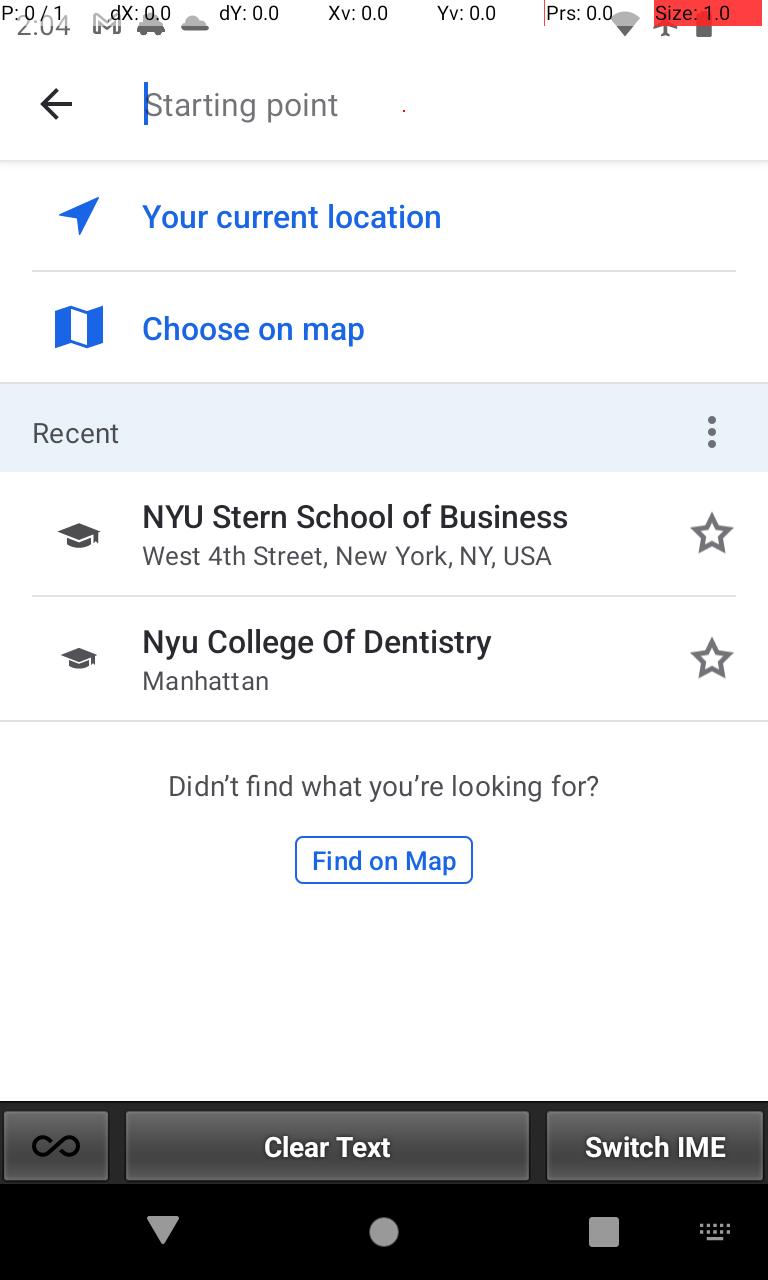 P: 0 / 1 dX: 0.0 dY: 0.0 Xv: 0.0 Yv: 0.0 Prs: 0.0 Size: 1.0
2:04
Starting point
Your current location
Choose on map
Recent
NYU Stern School of Business
West 4th Street, New York, NY, USA
Nyu College Of Dentistry
Manhattan
Didn’t find what you’re looking for?
Find on Map
Clear Text
Switch IME